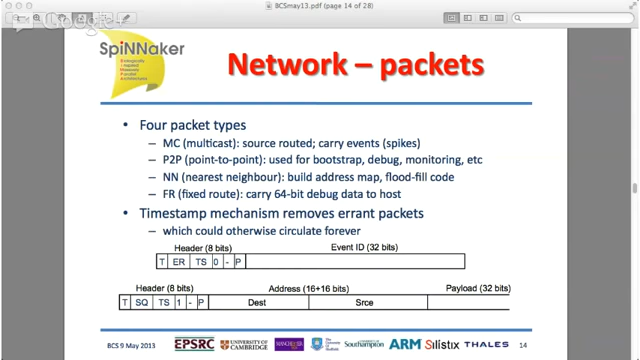 BCSmay13.pdf (page 14 of 28)
Google+
SpiNNaker
Network – packets
• Four packet types
– MC (multicast): source routed; carry events (spikes)
– P2P (point-to-point): used for bootstrap, debug, monitoring, etc
– NN (nearest neighbour): build address map, flood-fill code
– FR (fixed route): carry 64-bit debug data to host
• Timestamp mechanism removes errant packets
– which could otherwise circulate forever
Header (8 bits) Event ID (32 bits)
T ER TS 0 - P
Header (8 bits) Address (16+16 bits) Payload (32 bits)
T SQ TS 1 - P Dest Srce
BCS 9 May 2013 EPSRC UNIVERSITY OF CAMBRIDGE MANCHESTER Southampton ARM Silistix THALES 14